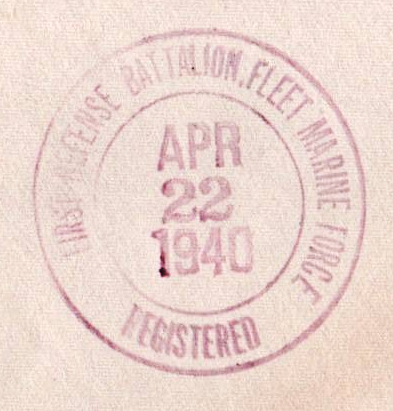 FIRST DEFENSE BATTALION, FLEET MARINE FORCE
APR
22
1940
REGISTERED